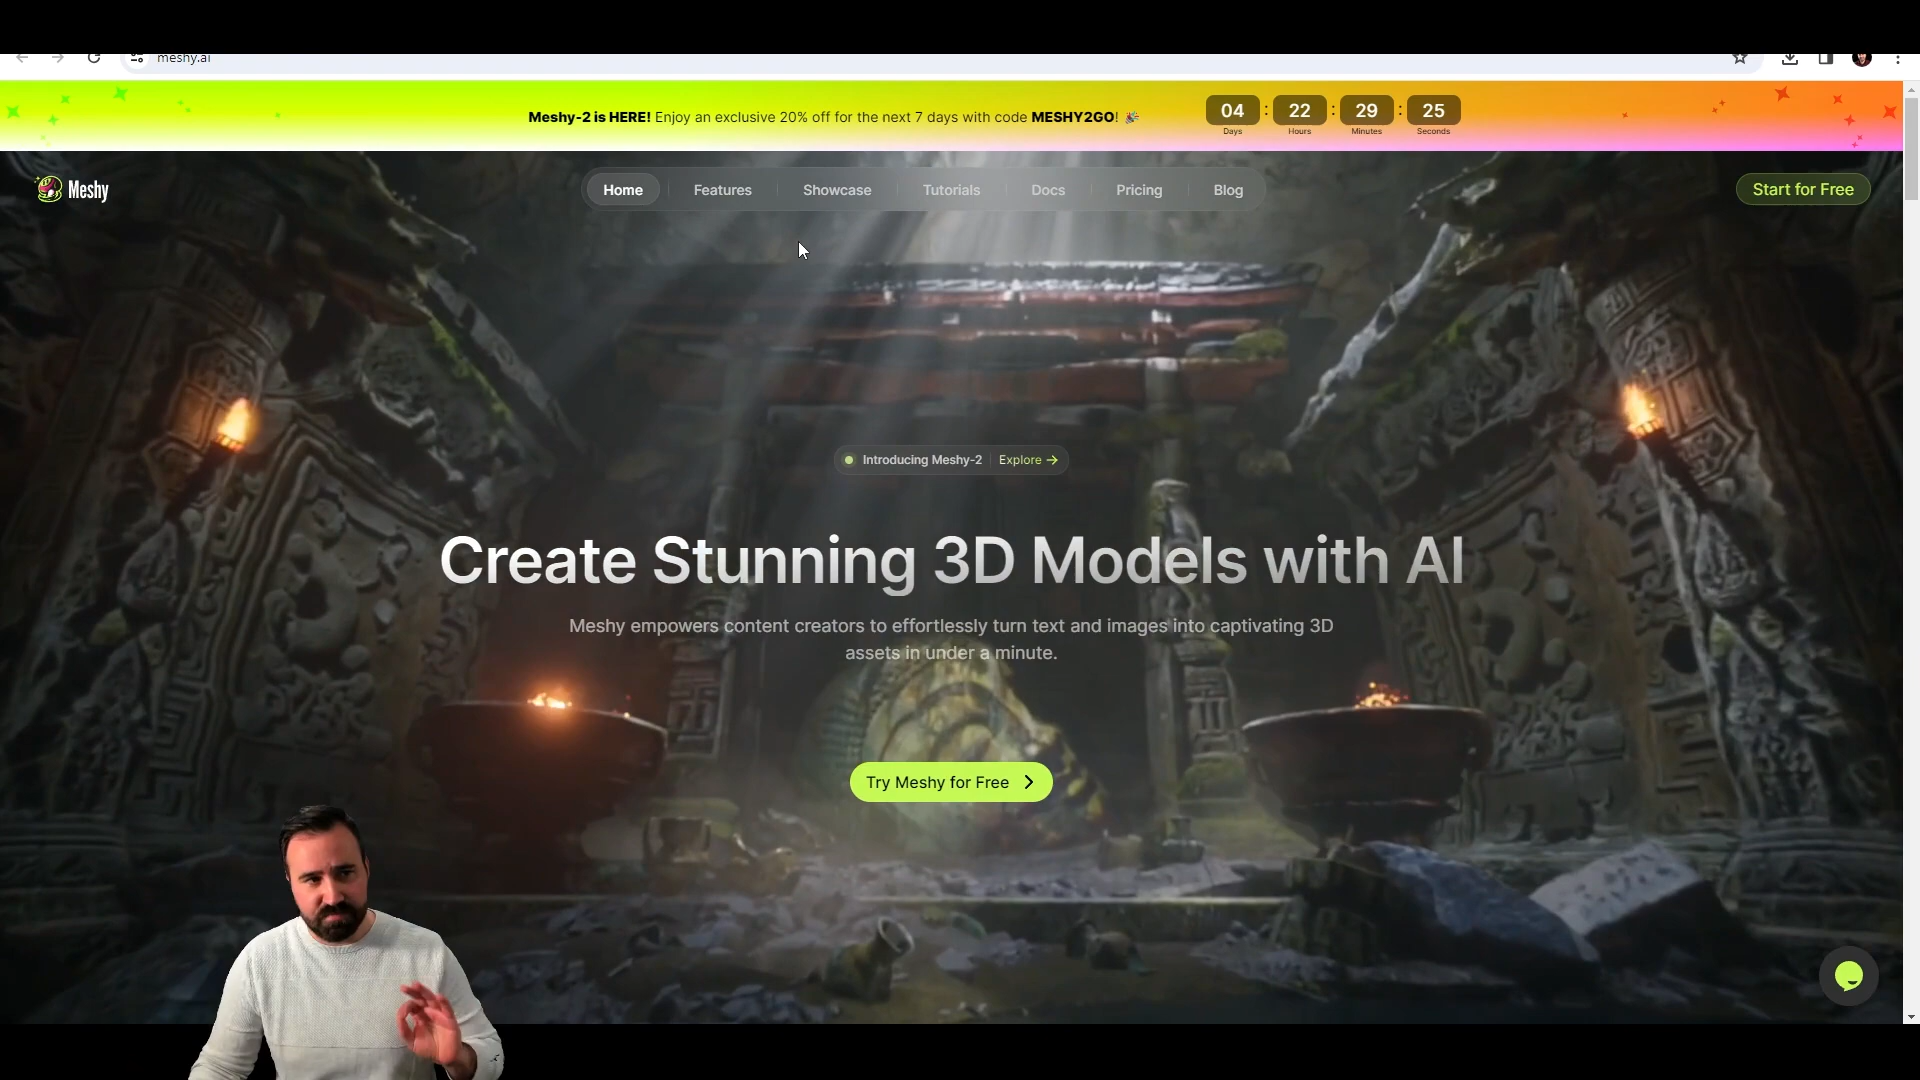 meshy.ai
Meshy-2 is HERE! Enjoy an exclusive 20% off for the next 7 days with code MESHY2GO! 🎉
04 : 22 : 29 : 25
Days Hours Minutes Seconds
Meshy
Home
Features
Showcase
Tutorials
Docs
Pricing
Blog
Start for Free
Introducing Meshy-2 | Explore →
Create Stunning 3D Models with AI
Meshy empowers content creators to effortlessly turn text and images into captivating 3D
assets in under a minute.
Try Meshy for Free >